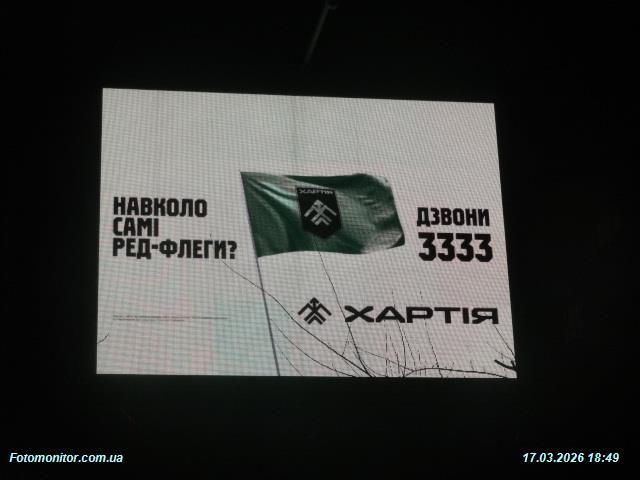 НАВКОЛО
САМІ
РЕД-ФЛЕГИ?
ХАРТІЯ
ДЗВОНИ
3333
ХАРТІЯ
Fotomonitor.com.ua
17.03.2026 18:49